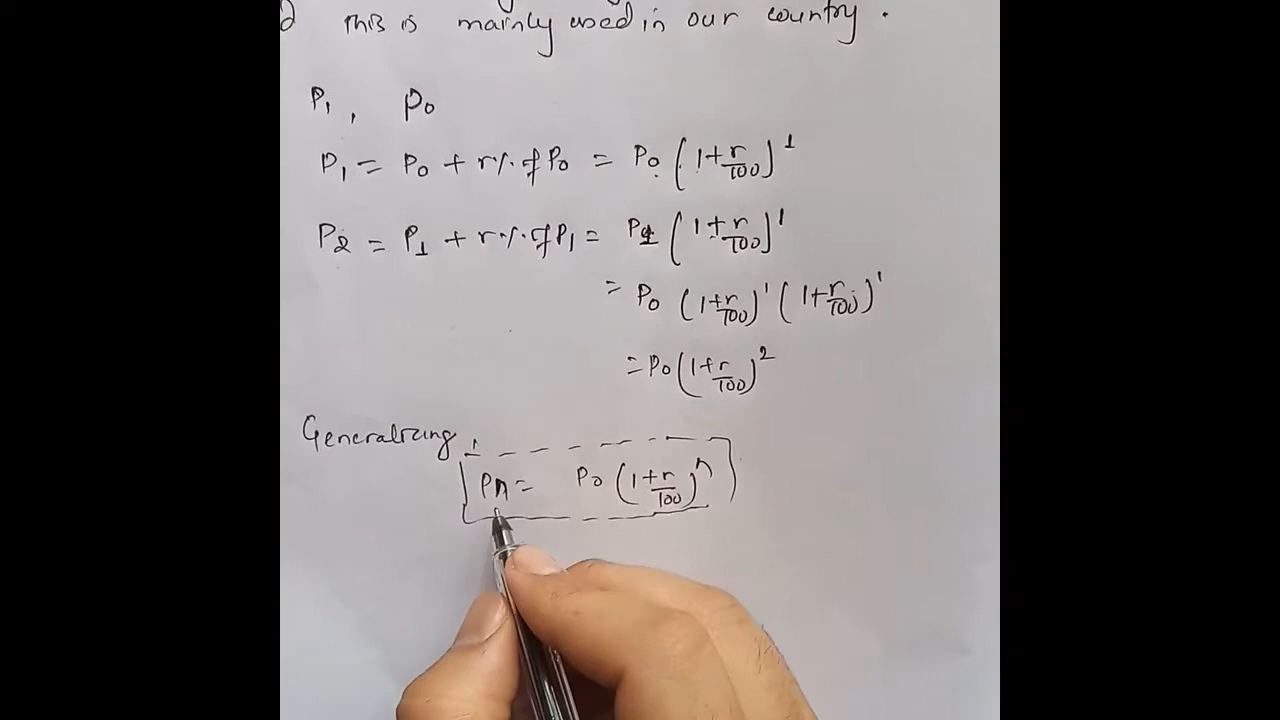 This is mainly used in our country.
P₁, P₀
P₁ = P₀ + r% of P₀ = P₀ (1+r/100)¹
P₂ = P₁ + r% of P₁ = P₁ (1+r/100)¹
= P₀ (1+r/100)¹ (1+r/100)¹
= P₀ (1+r/100)²
Generalizing,
Pn = P₀ (1+r/100)ⁿ